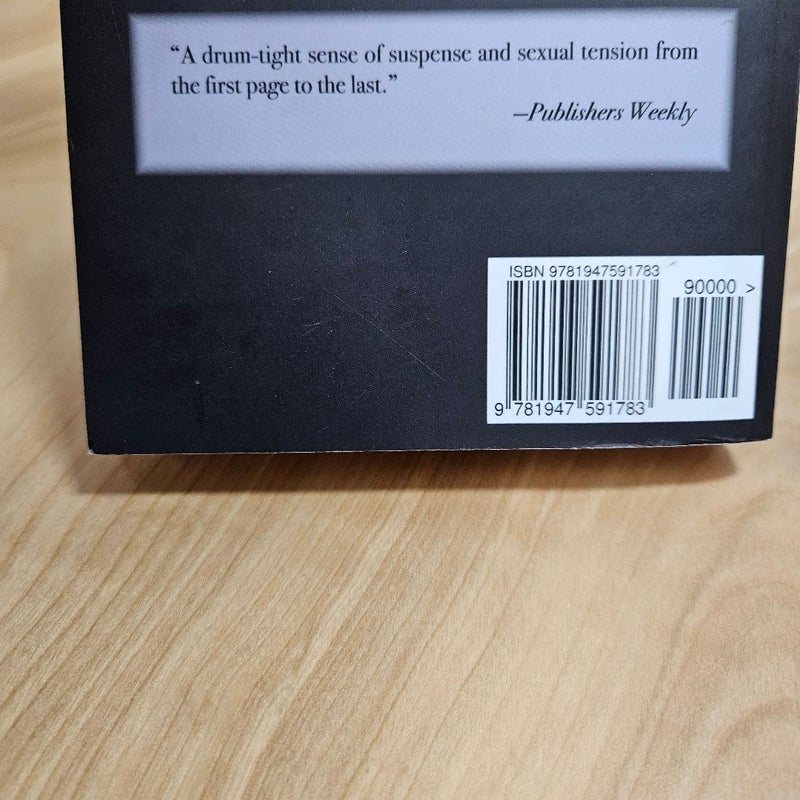 “A drum-tight sense of suspense and sexual tension from
the first page to the last.”
—Publishers Weekly
ISBN 9781947591783
90000 >
9 781947 591783